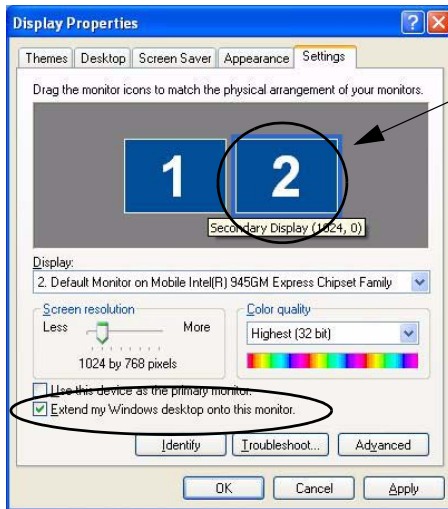 Display Properties
Themes Desktop Screen Saver Appearance Settings
Drag the monitor icons to match the physical arrangement of your monitors.
1 2
Secondary Display (1024, 0)
Display:
2. Default Monitor on Mobile Intel(R) 945GM Express Chipset Family
Screen resolution Color quality
Less More Highest (32 bit)
1024 by 768 pixels
Use this device as the primary monitor.
Extend my Windows desktop onto this monitor.
Identify Troubleshoot... Advanced
OK Cancel Apply